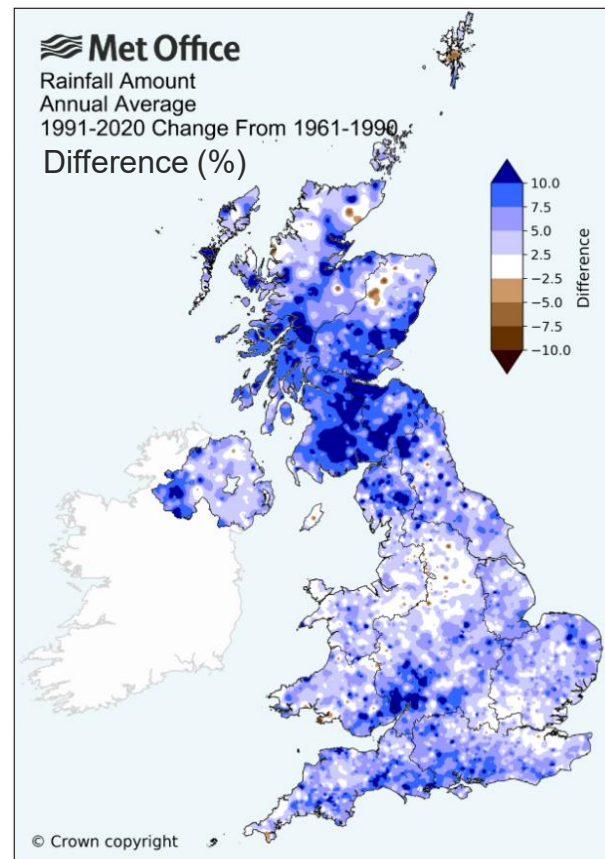 Met Office
Rainfall Amount
Annual Average
1991-2020 Change From 1961-1990
Difference (%)
10.0
7.5
5.0
2.5
−2.5
−5.0
−7.5
−10.0
Difference
© Crown copyright